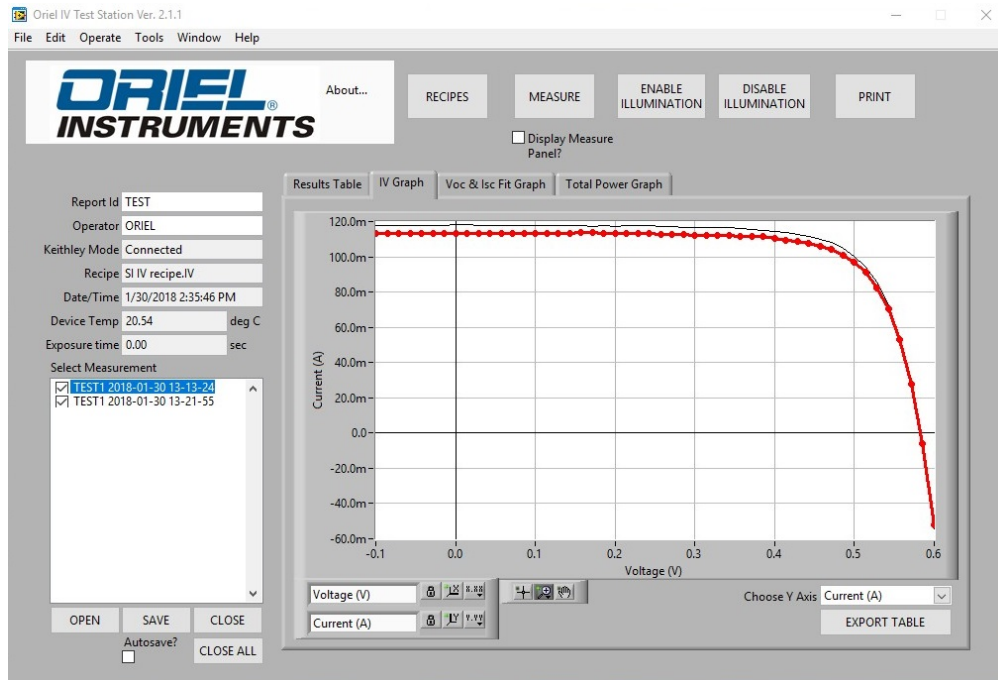 Oriel IV Test Station Ver. 2.1.1
File Edit Operate Tools Window Help
ORIEL®
INSTRUMENTS
About...
RECIPES
MEASURE
ENABLE
ILLUMINATION
DISABLE
ILLUMINATION
PRINT
Display Measure
Panel?
Results Table IV Graph Voc & Isc Fit Graph Total Power Graph
Report Id TEST
Operator ORIEL
Keithley Mode Connected
Recipe SI IV recipe.IV
Date/Time 1/30/2018 2:35:46 PM
Device Temp 20.54 deg C
Exposure time 0.00 sec
Select Measurement
TEST1 2018-01-30 13-13-24
TEST1 2018-01-30 13-21-55
OPEN SAVE CLOSE
Autosave?
CLOSE ALL
Current (A)
120.0m
100.0m
80.0m
60.0m
40.0m
20.0m
0.0
-20.0m
-40.0m
-60.0m
-0.1 0.0 0.1 0.2 0.3 0.4 0.5 0.6
Voltage (V)
Voltage (V) X 8.88
Current (A) Y 9.99
Choose Y Axis Current (A)
EXPORT TABLE